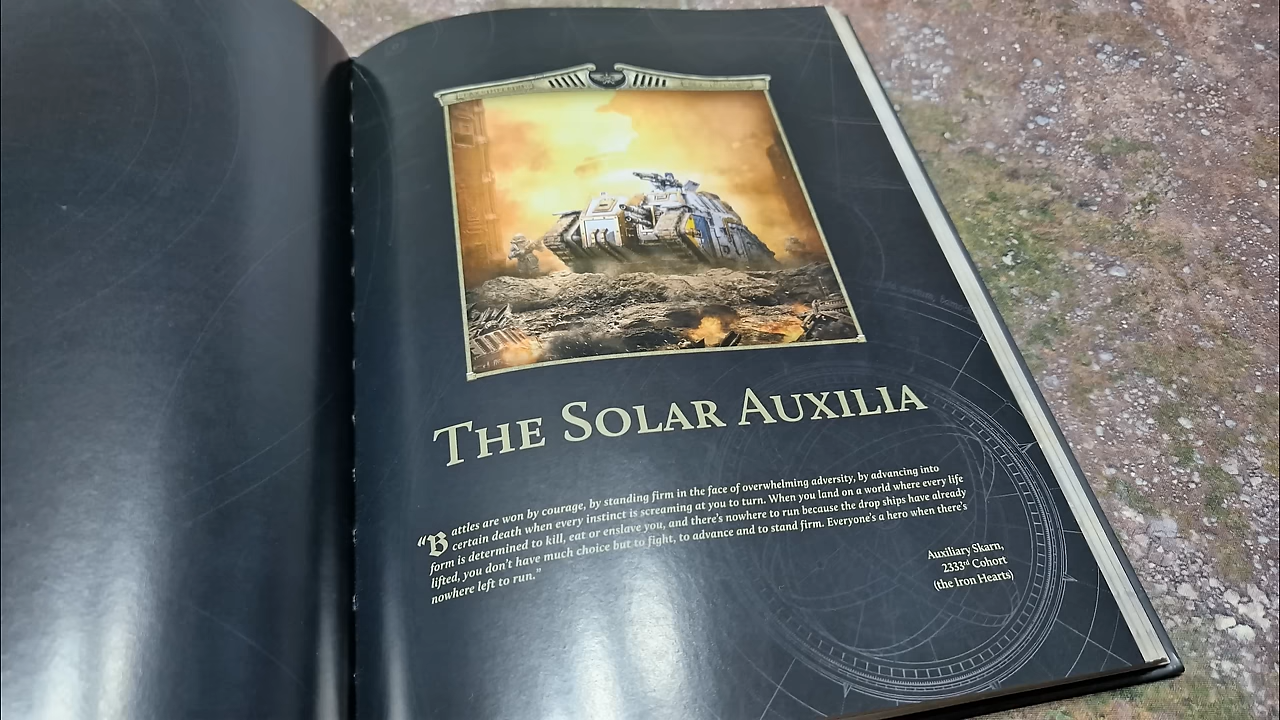 The Solar Auxilia
“Battles are won by courage, by standing firm in the face of overwhelming adversity, by advancing into
certain death when every instinct is screaming at you to turn. When you land on a world where every life
form is determined to kill, eat or enslave you, and there's nowhere to run because the drop ships have already
lifted, you don't have much choice but to fight, to advance and to stand firm. Everyone's a hero when there's
nowhere left to run.”
Auxiliary Skarn,
2333rd Cohort
(the Iron Hearts)